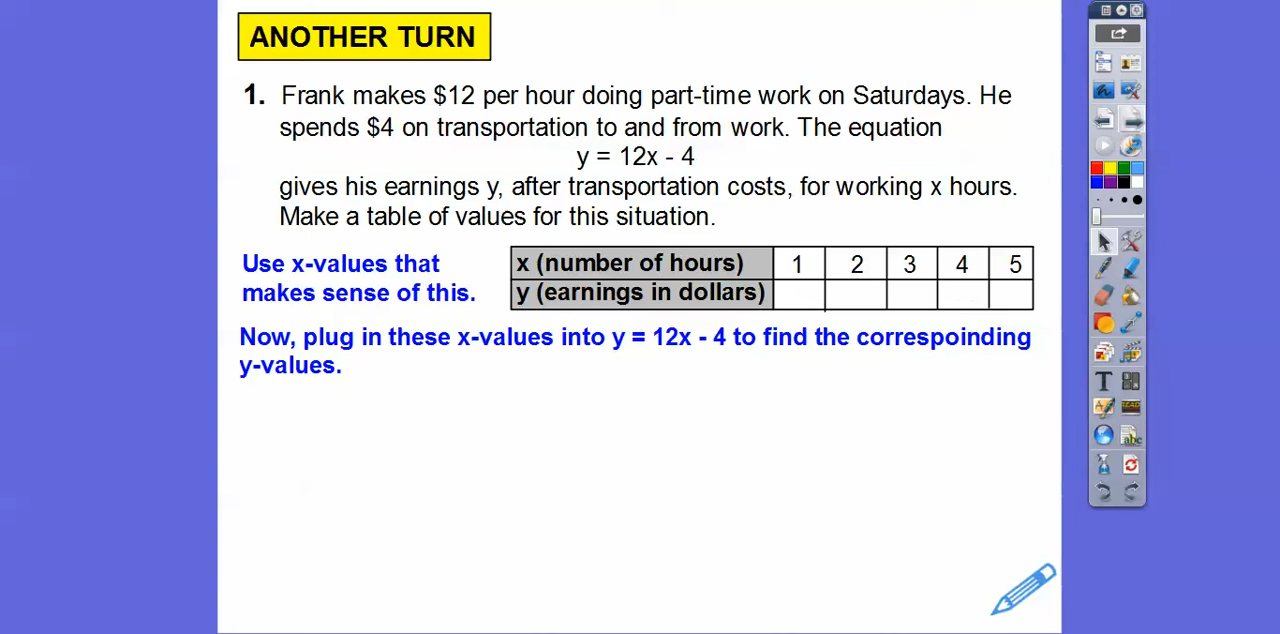 ANOTHER TURN
1. Frank makes $12 per hour doing part-time work on Saturdays. He
spends $4 on transportation to and from work. The equation
y = 12x - 4
gives his earnings y, after transportation costs, for working x hours.
Make a table of values for this situation.
Use x-values that
makes sense of this.
x (number of hours) 1 2 3 4 5
y (earnings in dollars)
Now, plug in these x-values into y = 12x - 4 to find the correspoinding
y-values.